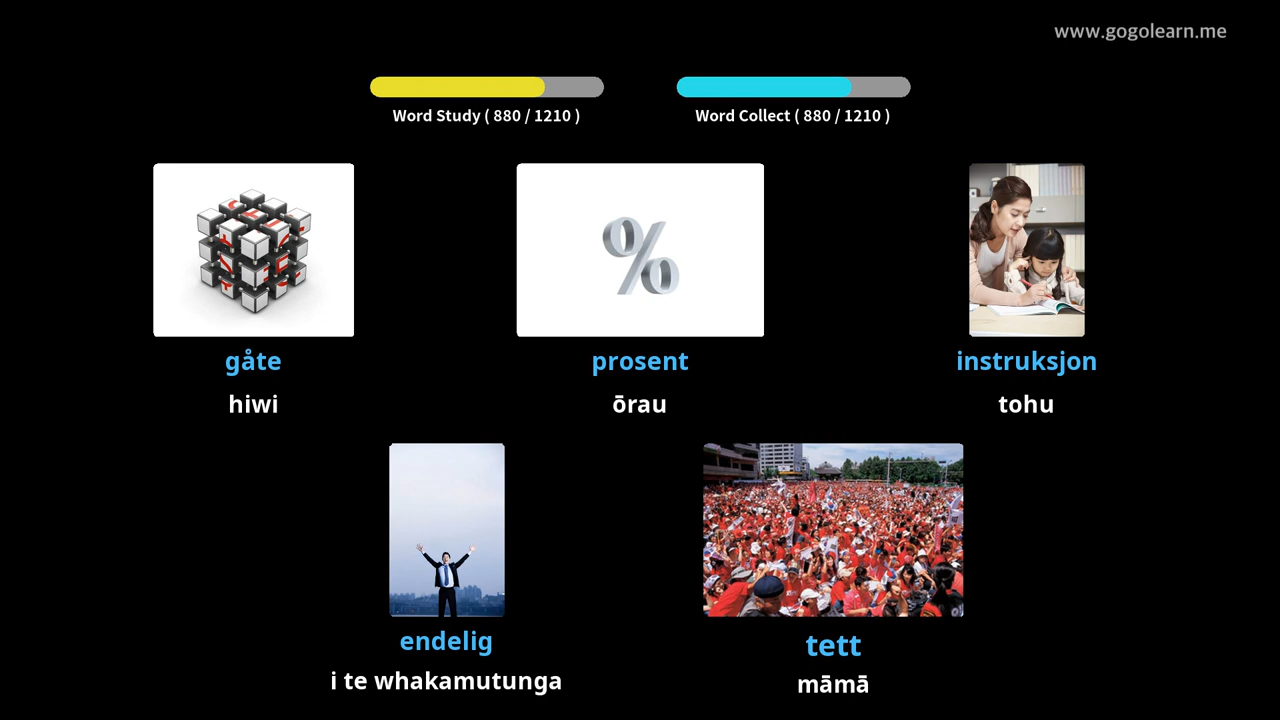 www.gogolearn.me
Word Study ( 880 / 1210 )
Word Collect ( 880 / 1210 )
gåte
prosent
instruksjon
hiwi
ōrau
tohu
endelig
tett
i te whakamutunga
māmā